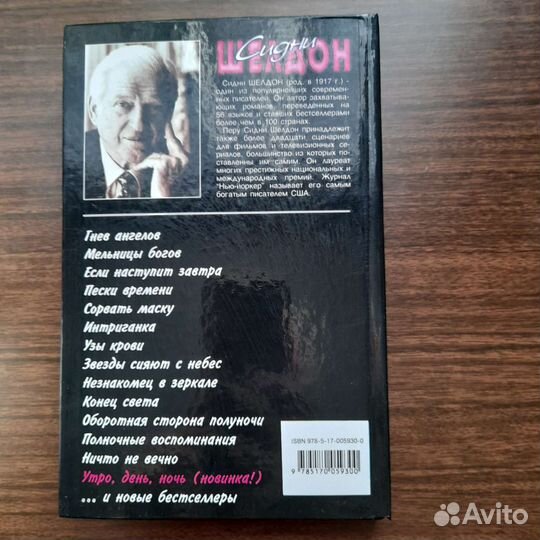 Сидни
ШЕЛДОН
Сидни ШЕЛДОН (род. в 1917 г.) -
один из популярнейших современ-
ных писателей. Он автор захватыва-
ющих романов, переведенных на
56 языков и ставших бестселлерами
более чем в 100 странах.
Перу Сидни Шелдон принадлежит
также более двадцати сценариев
для фильмов и телевизионных се-
риалов, большинство из которых по-
ставлены им самим. Он лауреат
многих престижных национальных и
международных премий. Журнал
"Нью-йоркер" называет его самым
богатым писателем США.
Гнев ангелов
Мельницы богов
Если наступит завтра
Пески времени
Сорвать маску
Интриганка
Узы крови
Звезды сияют с небес
Незнакомец в зеркале
Конец света
Оборотная сторона полуночи
Полночные воспоминания
Ничто не вечно
Утро, день, ночь (новинка!)
... и новые бестселлеры
ISBN 978-5-17-005930-0
9 785170 059300
Avito